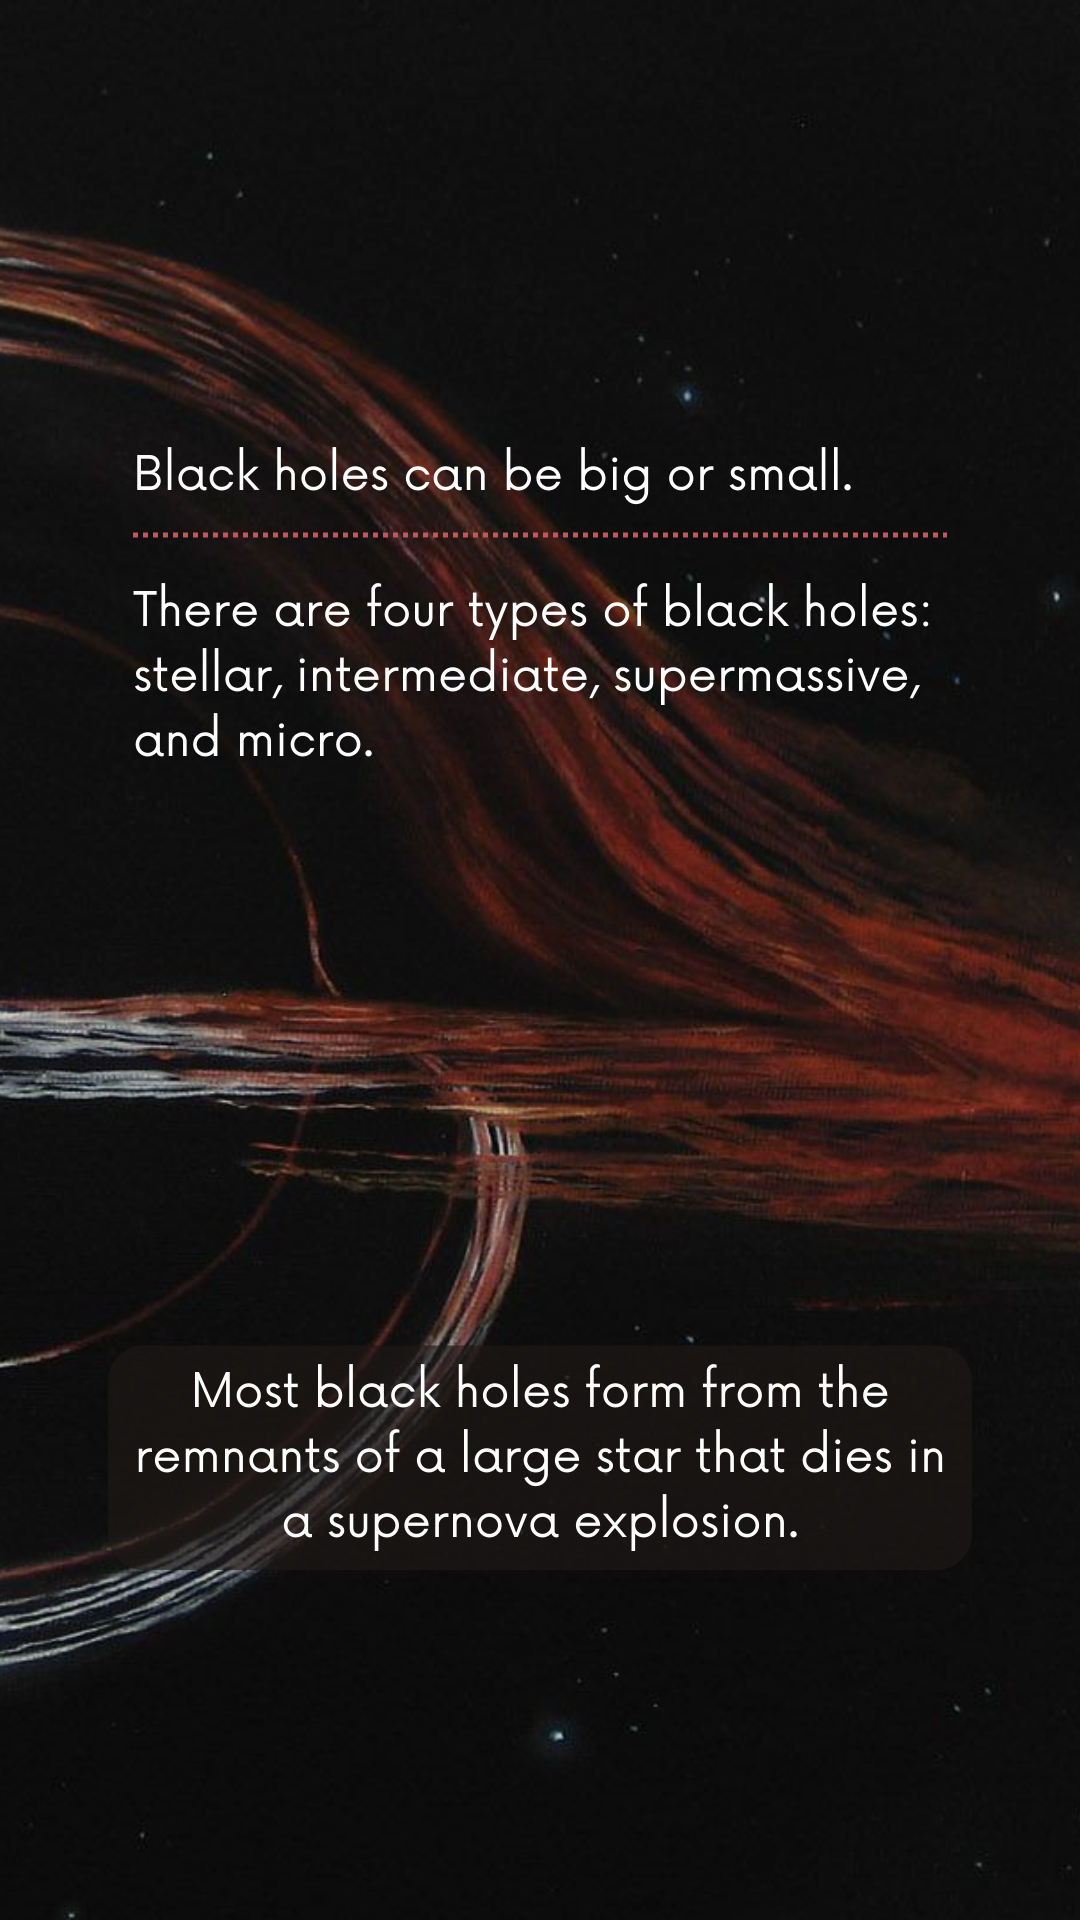 Black holes can be big or small.
There are four types of black holes:
stellar, intermediate, supermassive,
and micro.
Most black holes form from the
remnants of a large star that dies in
a supernova explosion.